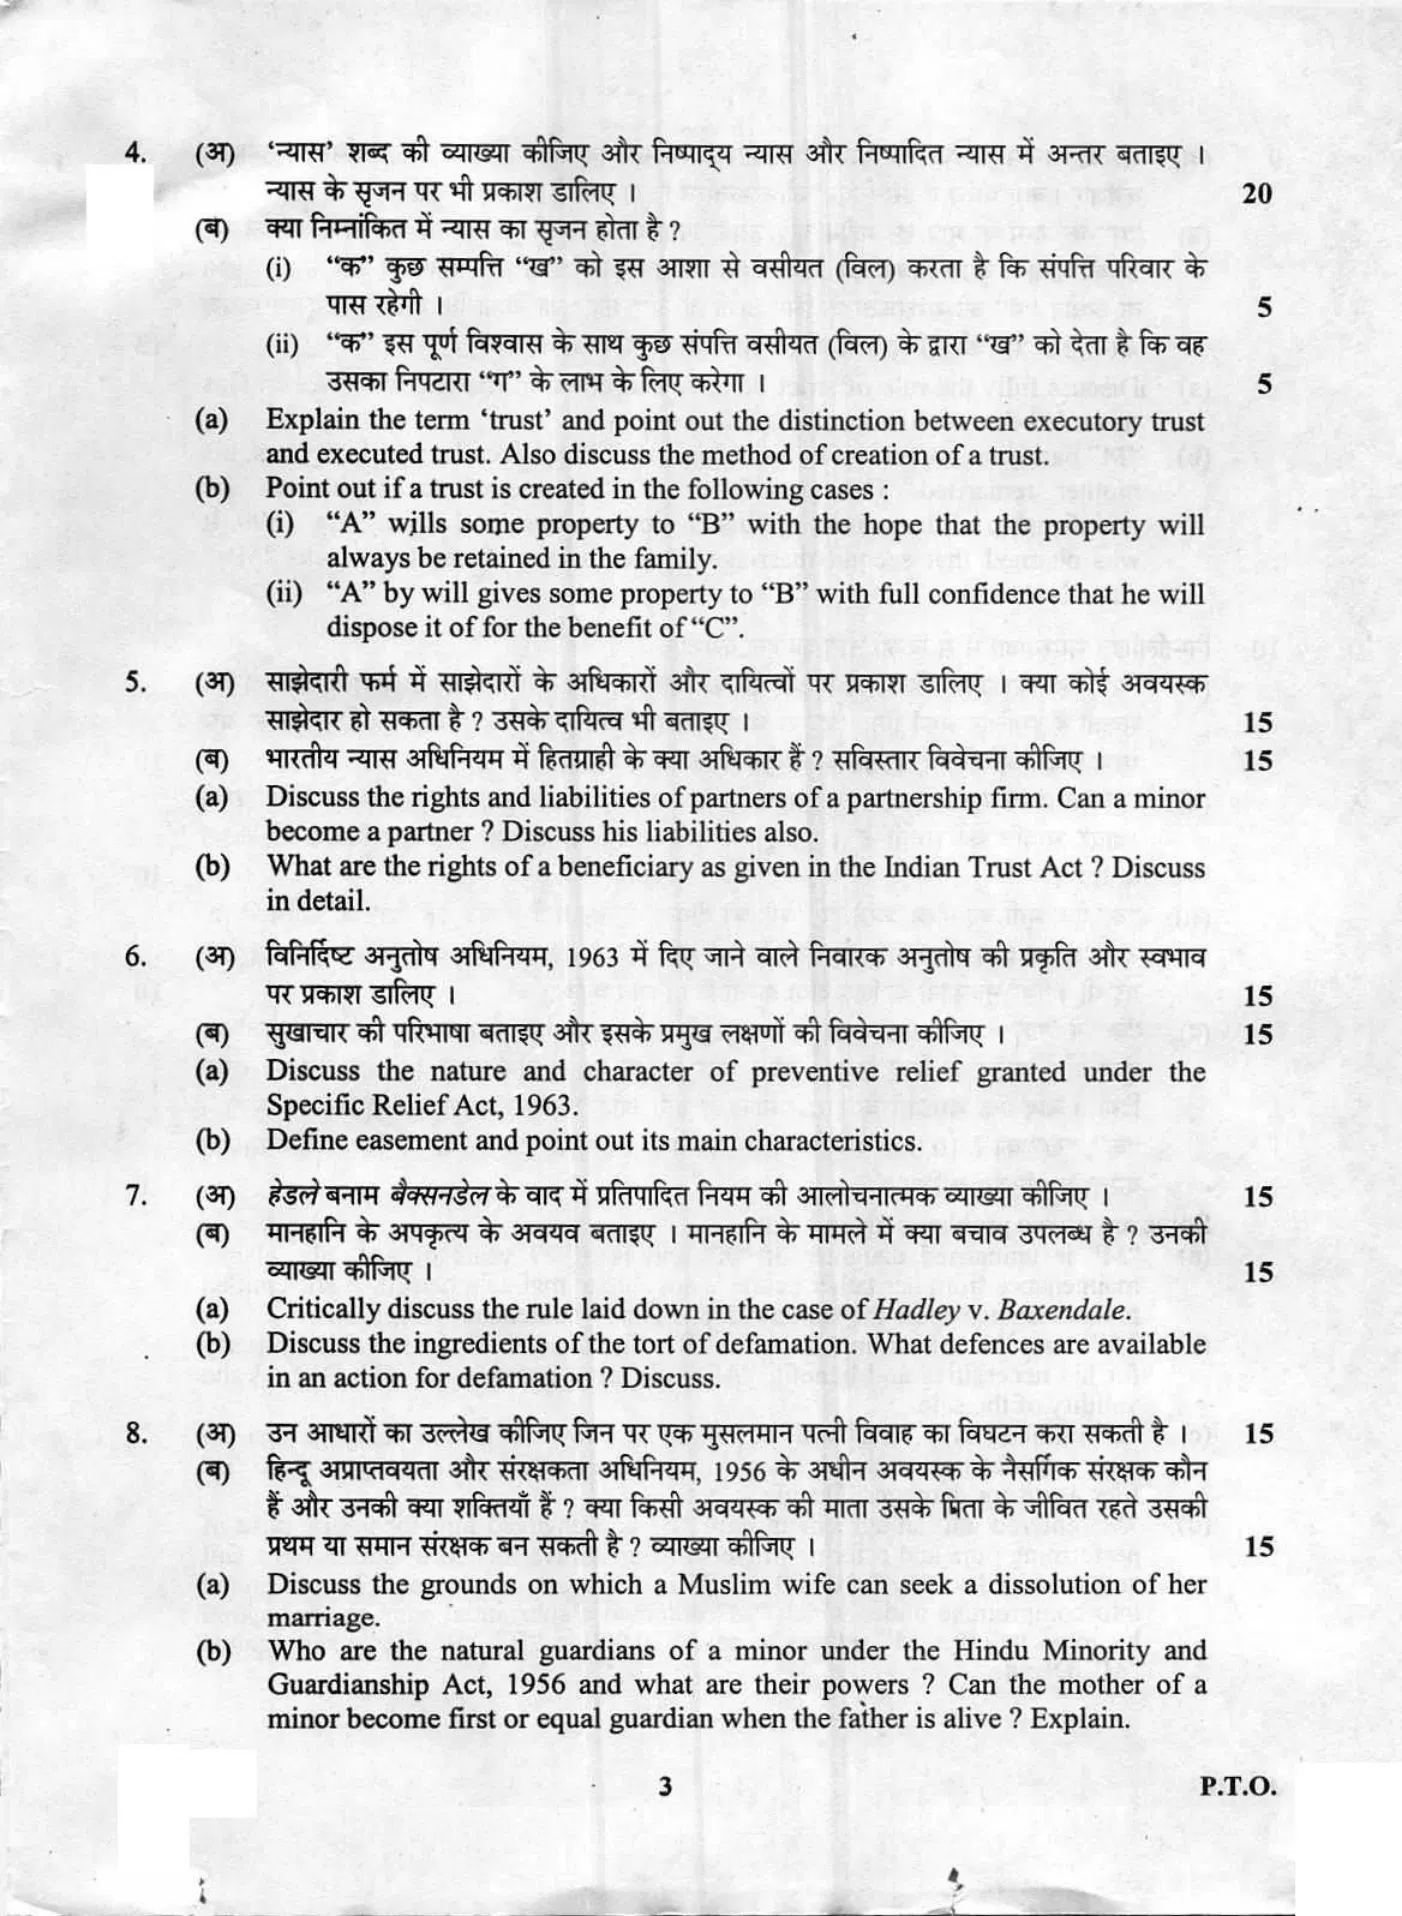 4. (अ) ‘न्यास’ शब्द की व्याख्या कीजिए और निष्पाद्य न्यास और निष्पादित न्यास में अन्तर बताइए ।
न्यास के सृजन पर भी प्रकाश डालिए । 20
(ब) क्या निम्नांकित में न्यास का सृजन होता है ?
(i) “क” कुछ सम्पत्ति “ख” को इस आशा से वसीयत (विल) करता है कि संपत्ति परिवार के
पास रहेगी । 5
(ii) “क” इस पूर्ण विश्वास के साथ कुछ संपत्ति वसीयत (विल) के द्वारा “ख” को देता है कि वह
उसका निपटारा “ग” के लाभ के लिए करेगा । 5
(a) Explain the term ‘trust’ and point out the distinction between executory trust
and executed trust. Also discuss the method of creation of a trust.
(b) Point out if a trust is created in the following cases :
(i) “A” wills some property to “B” with the hope that the property will
always be retained in the family.
(ii) “A” by will gives some property to “B” with full confidence that he will
dispose it of for the benefit of “C”.
5. (अ) साझेदारी फर्म में साझेदारों के अधिकारों और दायित्वों पर प्रकाश डालिए । क्या कोई अवयस्क
साझेदार हो सकता है ? उसके दायित्व भी बताइए । 15
(ब) भारतीय न्यास अधिनियम में हितग्राही के क्या अधिकार हैं ? सविस्तार विवेचना कीजिए । 15
(a) Discuss the rights and liabilities of partners of a partnership firm. Can a minor
become a partner ? Discuss his liabilities also.
(b) What are the rights of a beneficiary as given in the Indian Trust Act ? Discuss
in detail.
6. (अ) विनिर्दिष्ट अनुतोष अधिनियम, 1963 में दिए जाने वाले निवारक अनुतोष की प्रकृति और स्वभाव
पर प्रकाश डालिए । 15
(ब) सुखाचार की परिभाषा बताइए और इसके प्रमुख लक्षणों की विवेचना कीजिए । 15
(a) Discuss the nature and character of preventive relief granted under the
Specific Relief Act, 1963.
(b) Define easement and point out its main characteristics.
7. (अ) हेडले बनाम बैक्सनडेल के वाद में प्रतिपादित नियम की आलोचनात्मक व्याख्या कीजिए । 15
(ब) मानहानि के अपकृत्य के अवयव बताइए । मानहानि के मामले में क्या बचाव उपलब्ध है ? उनकी
व्याख्या कीजिए । 15
(a) Critically discuss the rule laid down in the case of Hadley v. Baxendale.
(b) Discuss the ingredients of the tort of defamation. What defences are available
in an action for defamation ? Discuss.
8. (अ) उन आधारों का उल्लेख कीजिए जिन पर एक मुसलमान पत्नी विवाह का विघटन करा सकती है । 15
(ब) हिन्दू अप्राप्तवयता और संरक्षकता अधिनियम, 1956 के अधीन अवयस्क के नैसर्गिक संरक्षक कौन
हैं और उनकी क्या शक्तियाँ हैं ? क्या किसी अवयस्क की माता उसके पिता के जीवित रहते उसकी
प्रथम या समान संरक्षक बन सकती है ? व्याख्या कीजिए । 15
(a) Discuss the grounds on which a Muslim wife can seek a dissolution of her
marriage.
(b) Who are the natural guardians of a minor under the Hindu Minority and
Guardianship Act, 1956 and what are their powers ? Can the mother of a
minor become first or equal guardian when the father is alive ? Explain.
3 P.T.O.